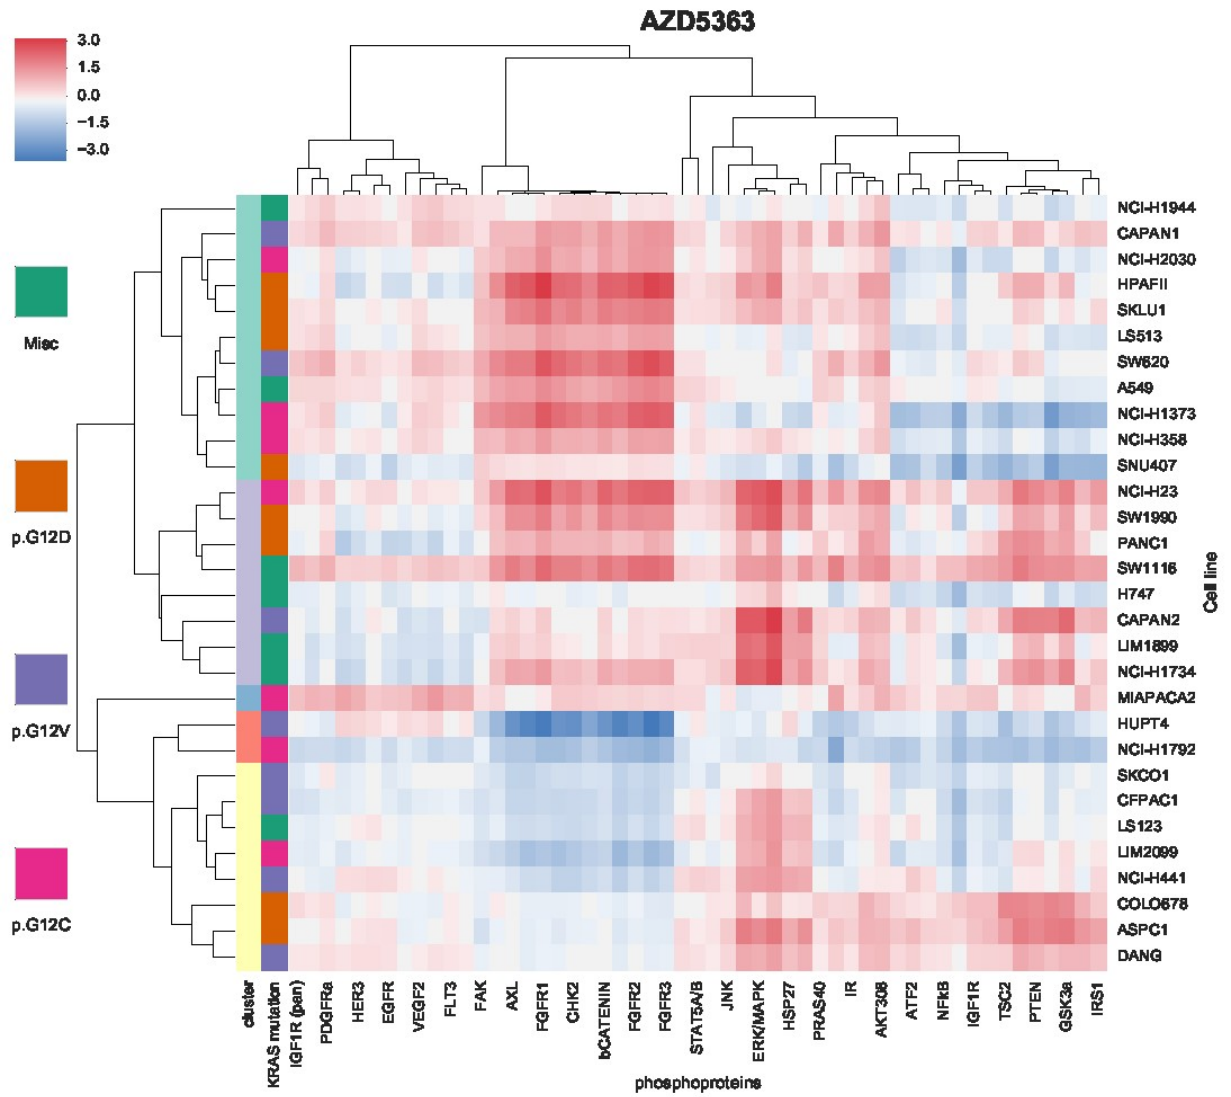 AZD5363
3.0
1.5
0.0
−1.5
−3.0
Misc
p.G12D
p.G12V
p.G12C
NCI-H1944
CAPAN1
NCI-H2030
HPAFII
SKLU1
LS513
SW620
A549
NCI-H1373
NCI-H358
SNU407
NCI-H23
SW1990
PANC1
SW1116
H747
CAPAN2
LIM1899
NCI-H1734
MIAPACA2
HUPT4
NCI-H1792
SKCO1
CFPAC1
LS123
LIM2099
NCI-H441
COLO678
ASPC1
DANG
Cell line
cluster
KRAS mutation
IGF1R (pan)
PDGFRa
HER3
EGFR
VEGF2
FLT3
FAK
AXL
FGFR1
CHK2
bCATENIN
FGFR2
FGFR3
STAT5A/B
JNK
ERK/MAPK
HSP27
PRAS40
IR
AKT308
ATF2
NFkB
IGF1R
TSC2
PTEN
GSK3a
IRS1
phosphoproteins